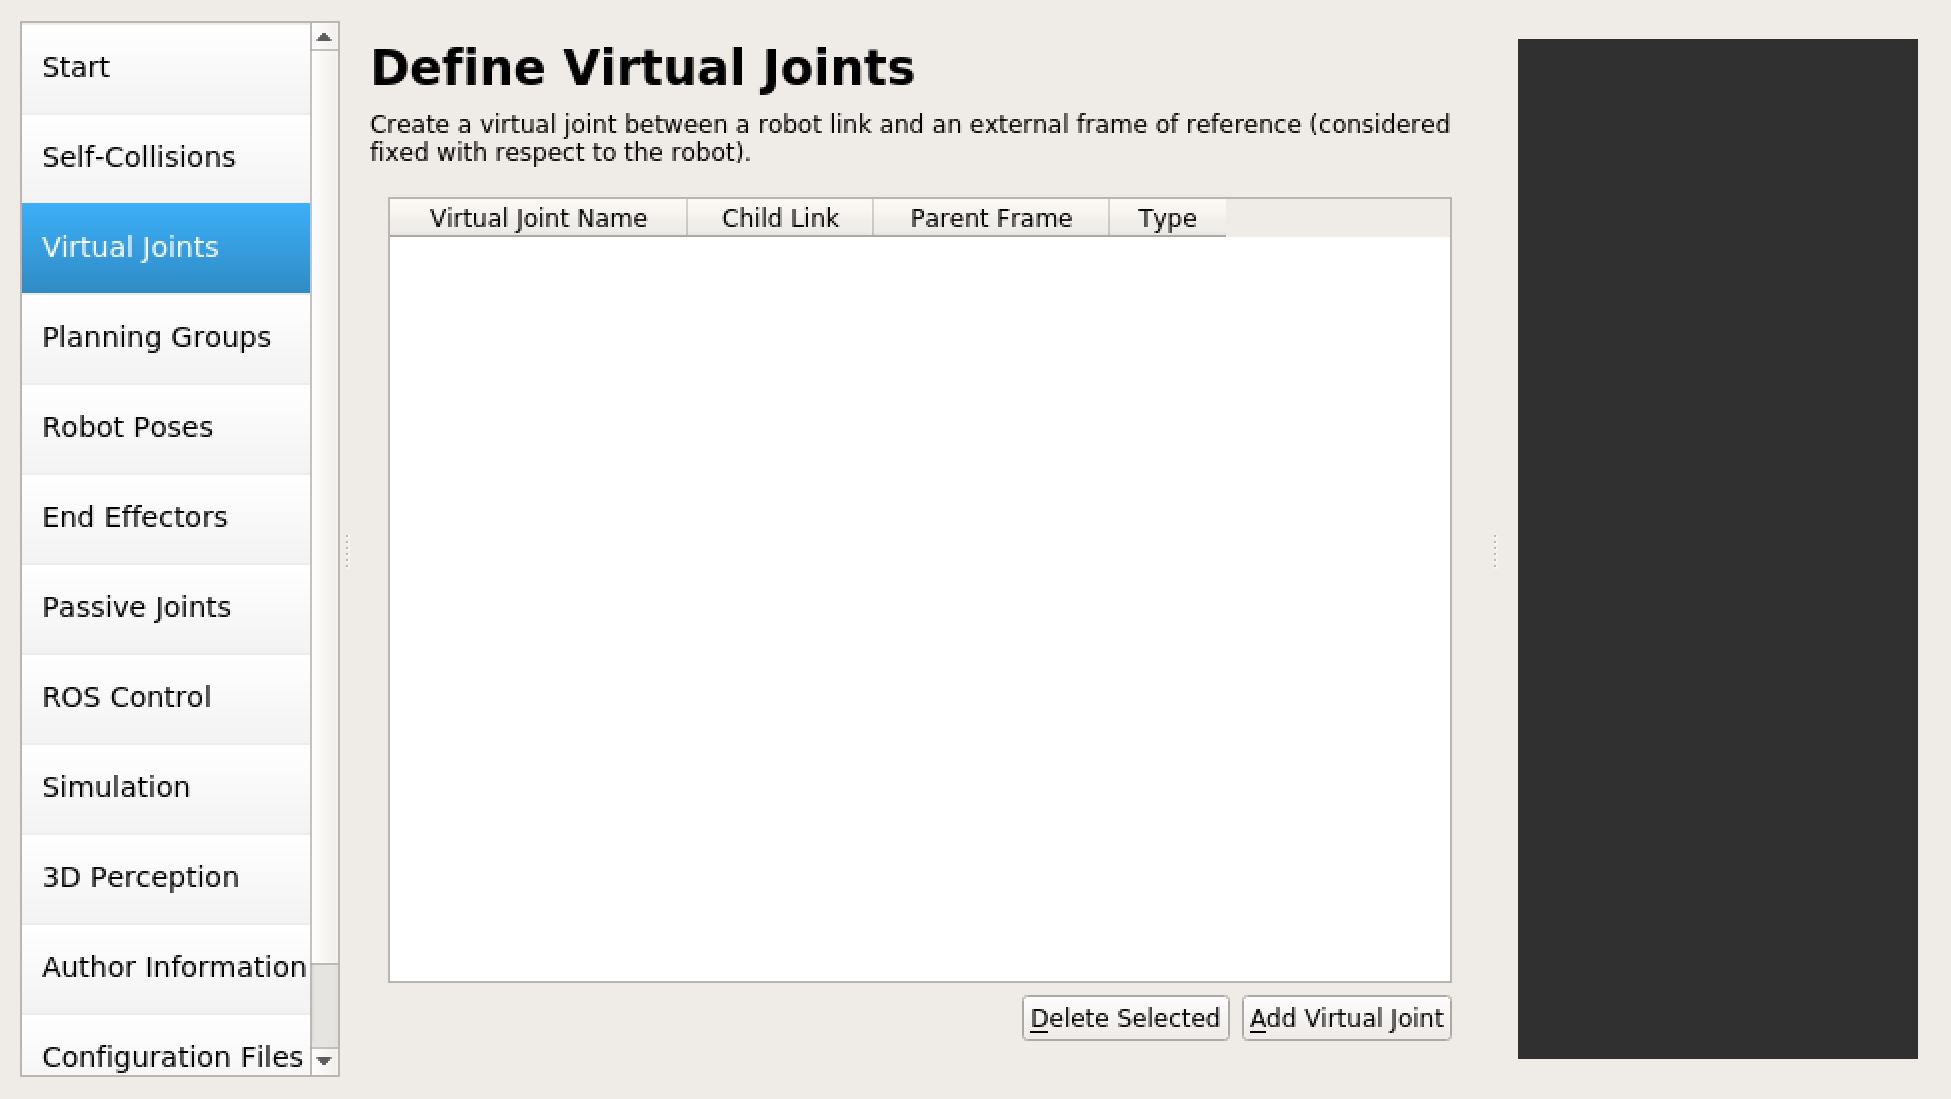 Start
Self-Collisions
Virtual Joints
Planning Groups
Robot Poses
End Effectors
Passive Joints
ROS Control
Simulation
3D Perception
Author Information
Configuration Files
Define Virtual Joints
Create a virtual joint between a robot link and an external frame of reference (considered
fixed with respect to the robot).
Virtual Joint Name Child Link Parent Frame Type
Delete Selected Add Virtual Joint